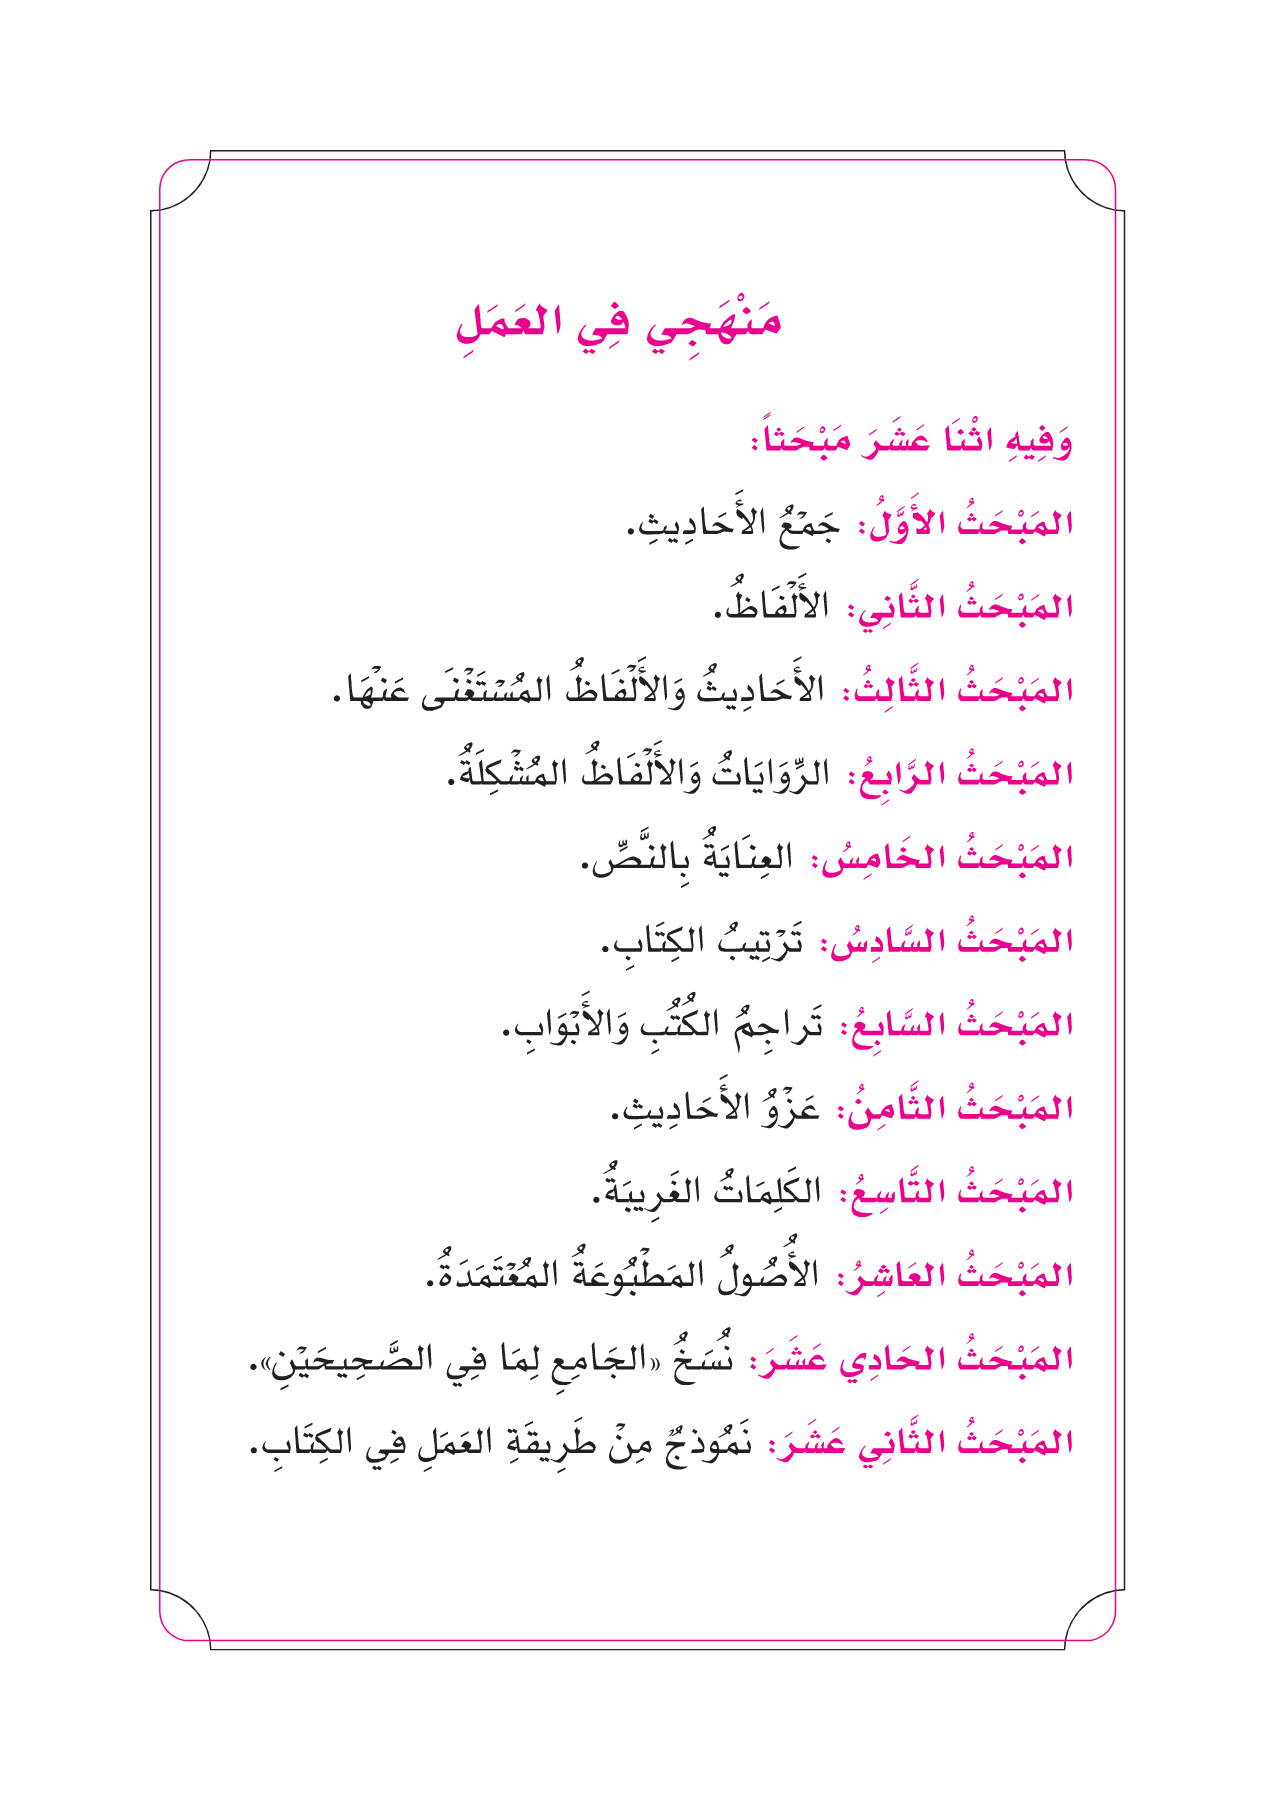 مَنْهَجِي فِي العَمَلِ
وَفِيهِ اثْنَا عَشَرَ مَبْحَثاً:
المَبْحَثُ الأَوَّلُ: جَمْعُ الأَحَادِيثِ.
المَبْحَثُ الثَّانِي: الأَلْفَاظُ.
المَبْحَثُ الثَّالِثُ: الأَحَادِيثُ وَالأَلْفَاظُ المُسْتَغْنَى عَنْهَا.
المَبْحَثُ الرَّابِعُ: الرِّوَايَاتُ وَالأَلْفَاظُ المُشْكِلَةُ.
المَبْحَثُ الخَامِسُ: العِنَايَةُ بِالنَّصِّ.
المَبْحَثُ السَّادِسُ: تَرْتِيبُ الكِتَابِ.
المَبْحَثُ السَّابِعُ: تَراجِمُ الكُتُبِ وَالأَبْوَابِ.
المَبْحَثُ الثَّامِنُ: عَزْوُ الأَحَادِيثِ.
المَبْحَثُ التَّاسِعُ: الكَلِمَاتُ الغَرِيبَةُ.
المَبْحَثُ العَاشِرُ: الأُصُولُ المَطْبُوعَةُ المُعْتَمَدَةُ.
المَبْحَثُ الحَادِي عَشَرَ: نُسَخُ «الجَامِعِ لِمَا فِي الصَّحِيحَيْنِ».
المَبْحَثُ الثَّانِي عَشَرَ: نَمُوذجٌ مِنْ طَرِيقَةِ العَمَلِ فِي الكِتَابِ.